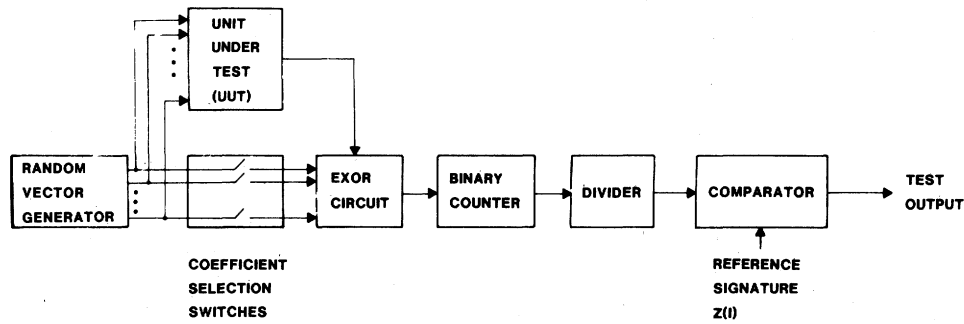 UNIT
UNDER
TEST
(UUT)
RANDOM
VECTOR
GENERATOR
EXOR
CIRCUIT
BINARY
COUNTER
DIVIDER
COMPARATOR
TEST
OUTPUT
COEFFICIENT
SELECTION
SWITCHES
REFERENCE
SIGNATURE
Z(I)